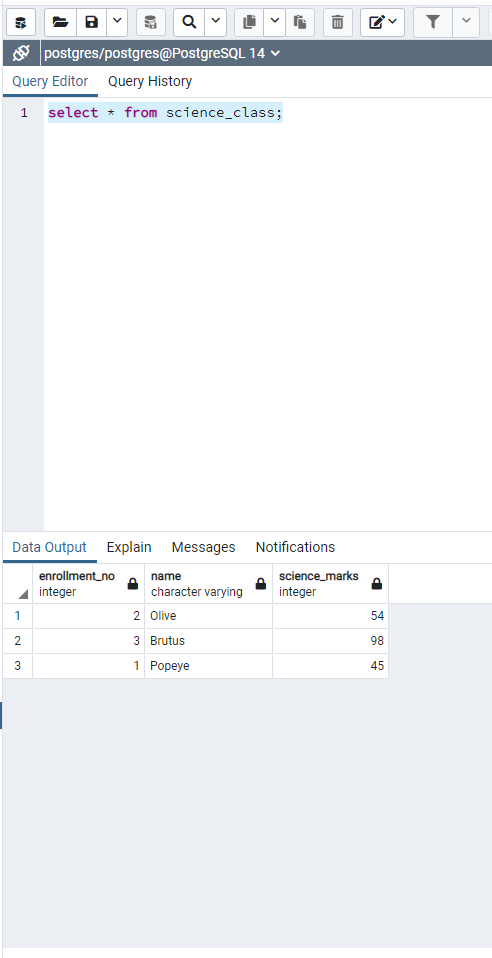 postgres/postgres@PostgreSQL 14
Query Editor Query History
1 select * from science_class;
Data Output Explain Messages Notifications
enrollment_no name science_marks
integer character varying integer
1 2 Olive 54
2 3 Brutus 98
3 1 Popeye 45